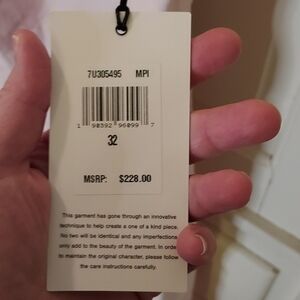 7U305495 MPI
1 90392 96099 7
32
MSRP: $228.00
This garment has gone through an innovative
technique to help create a one of a kind piece.
No two will be identical and any imperfections
only add to the beauty of the garment. In order
to maintain the original character, please follow
the care instructions carefully.